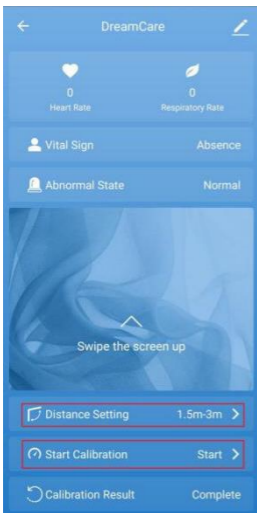 DreamCare
0 0
Heart Rate Respiratory Rate
Vital Sign Absence
Abnormal State Normal
Swipe the screen up
Distance Setting 1.5m-3m
Start Calibration Start
Calibration Result Complete